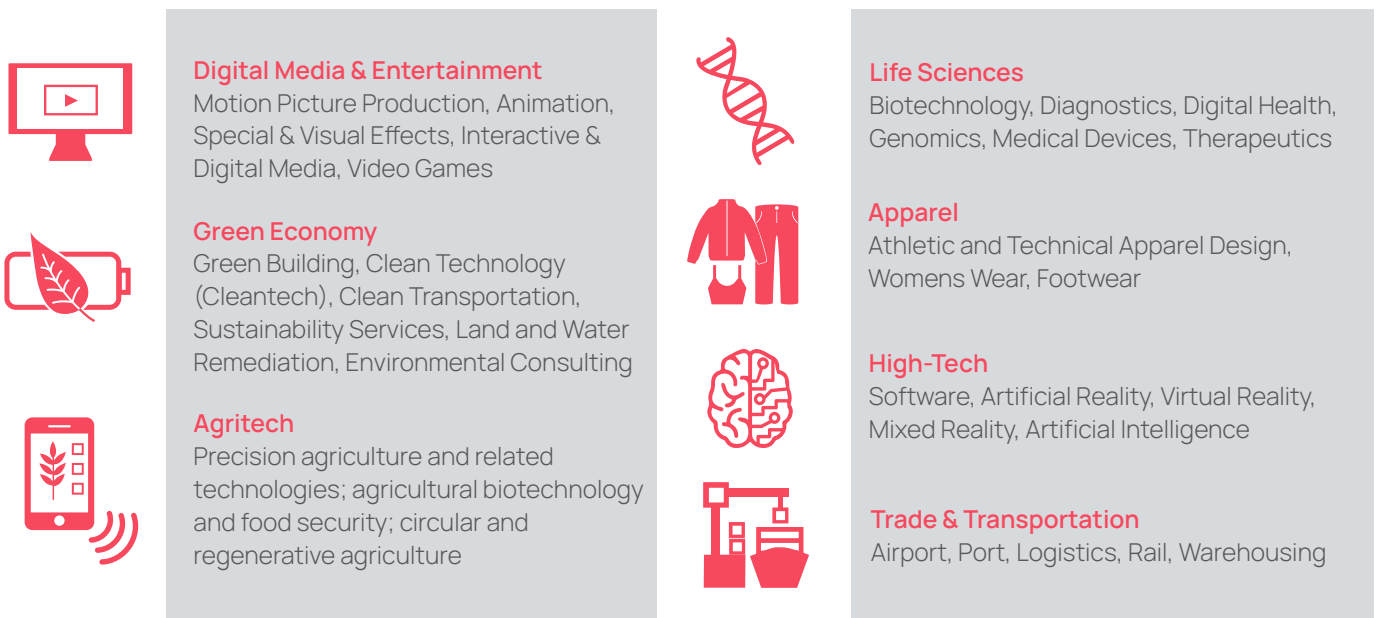 Digital Media & Entertainment
Motion Picture Production, Animation,
Special & Visual Effects, Interactive &
Digital Media, Video Games
Green Economy
Green Building, Clean Technology
(Cleantech), Clean Transportation,
Sustainability Services, Land and Water
Remediation, Environmental Consulting
Agritech
Precision agriculture and related
technologies; agricultural biotechnology
and food security; circular and
regenerative agriculture
Life Sciences
Biotechnology, Diagnostics, Digital Health,
Genomics, Medical Devices, Therapeutics
Apparel
Athletic and Technical Apparel Design,
Womens Wear, Footwear
High-Tech
Software, Artificial Reality, Virtual Reality,
Mixed Reality, Artificial Intelligence
Trade & Transportation
Airport, Port, Logistics, Rail, Warehousing